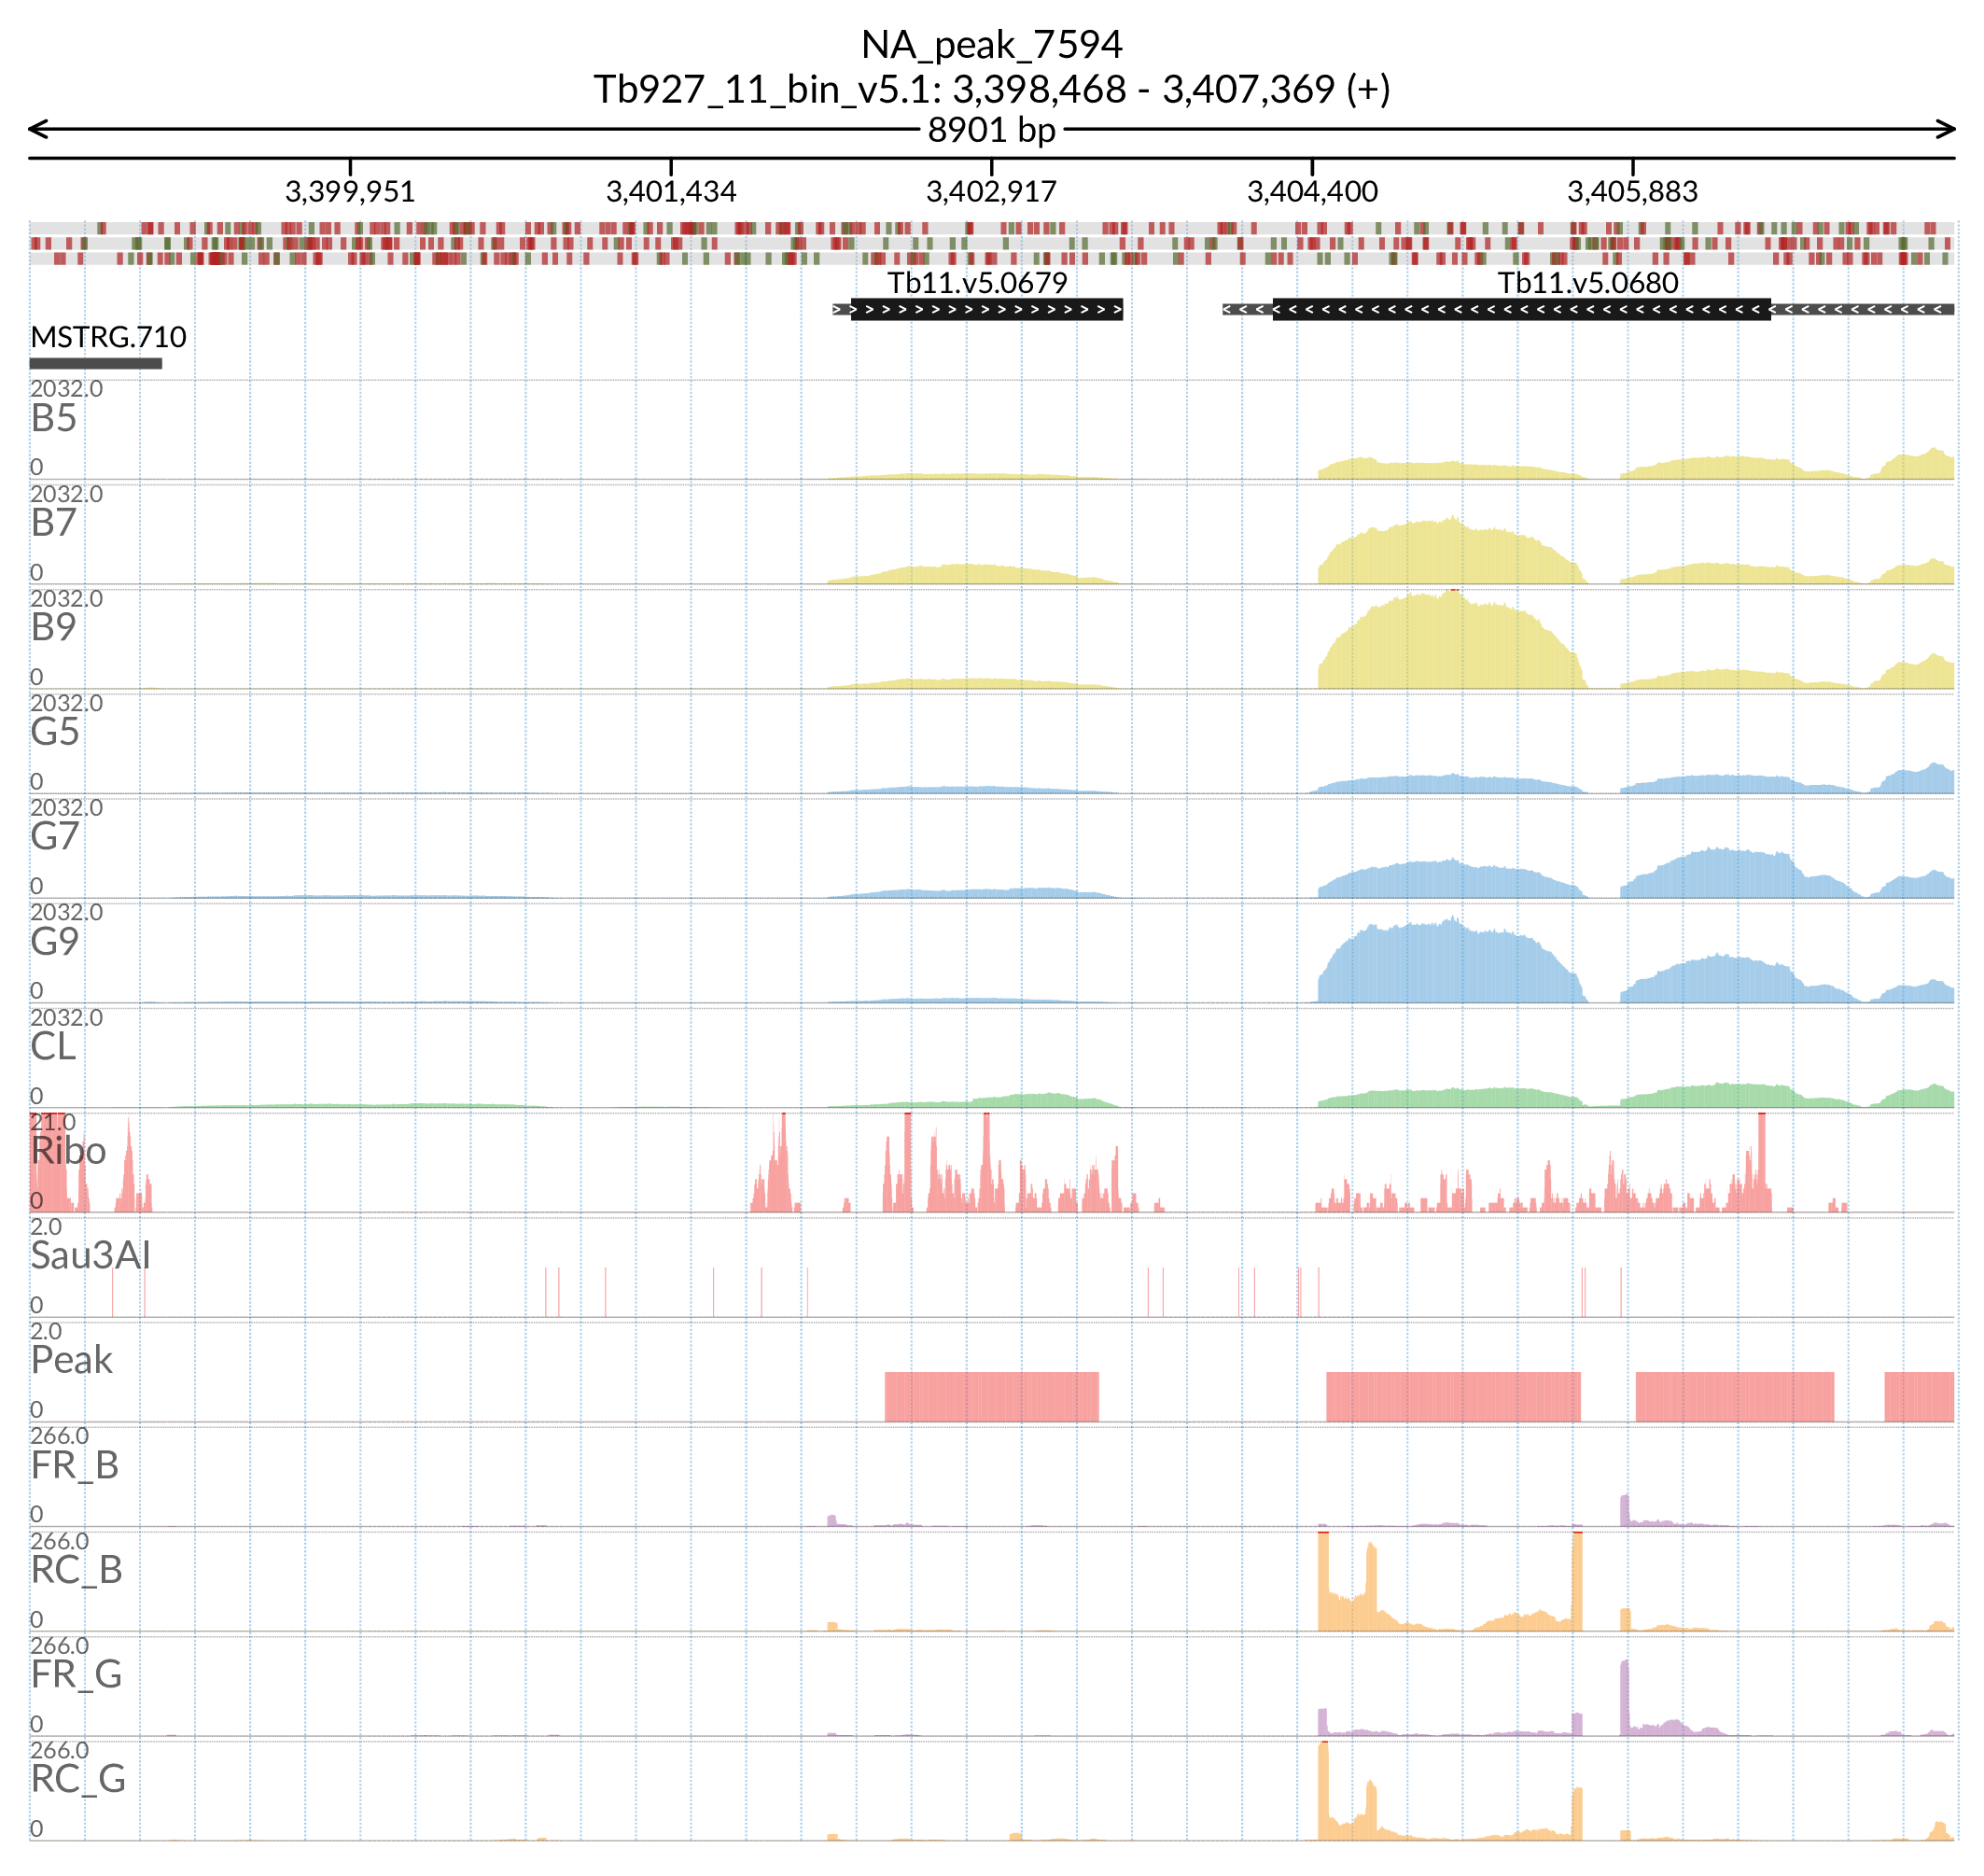 NA_peak_7594
Tb927_11_bin_v5.1: 3,398,468 - 3,407,369 (+)
8901 bp
3,399,951 3,401,434 3,402,917 3,404,400 3,405,883
Tb11.v5.0679 Tb11.v5.0680
MSTRG.710
2032.0
B5
0
2032.0
B7
0
2032.0
B9
0
2032.0
G5
0
2032.0
G7
0
2032.0
G9
0
2032.0
CL
0
21.0
Ribo
0
2.0
Sau3AI
0
2.0
Peak
0
266.0
FR_B
0
266.0
RC_B
0
266.0
FR_G
0
266.0
RC_G
0